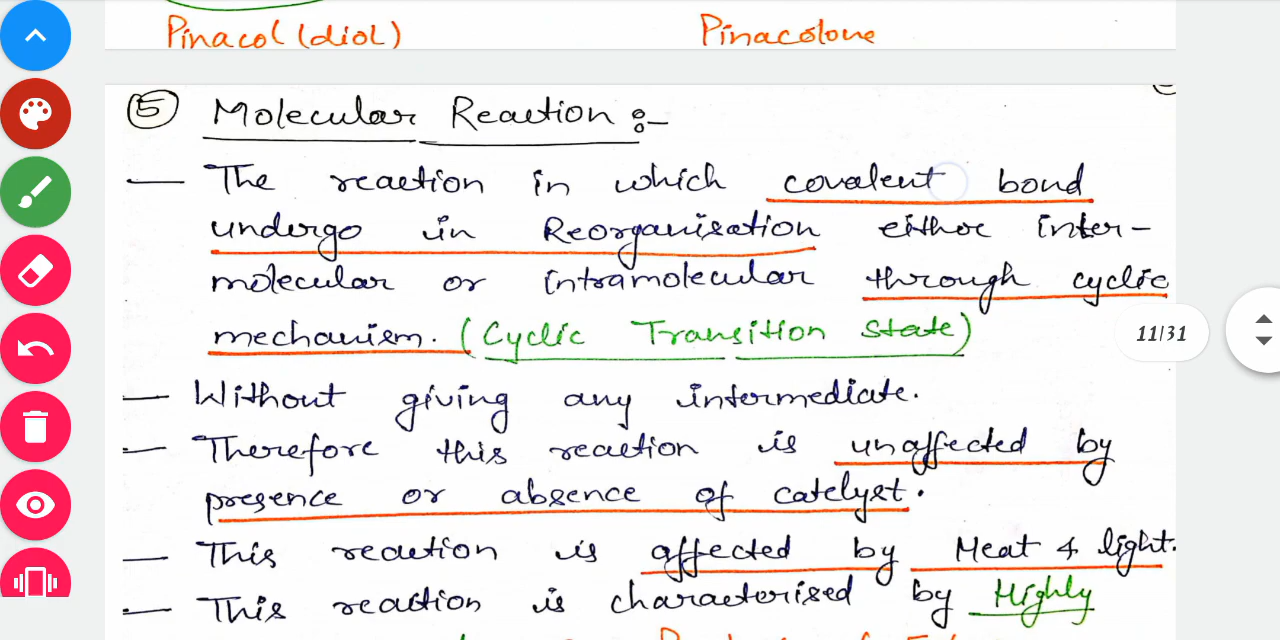 Pinacol (diol) Pinacolone
5 Molecular Reaction :-
— The reaction in which covalent bond
undergo in Reorganisation either inter-
molecular or intramolecular through cyclic
mechanism. (Cyclic Transition State)
— Without giving any intermediate.
— Therefore this reaction is unaffected by
presence or absence of catelyst.
11/31
— This reaction is affected by Heat & light.
— This reaction is characterised by Highly